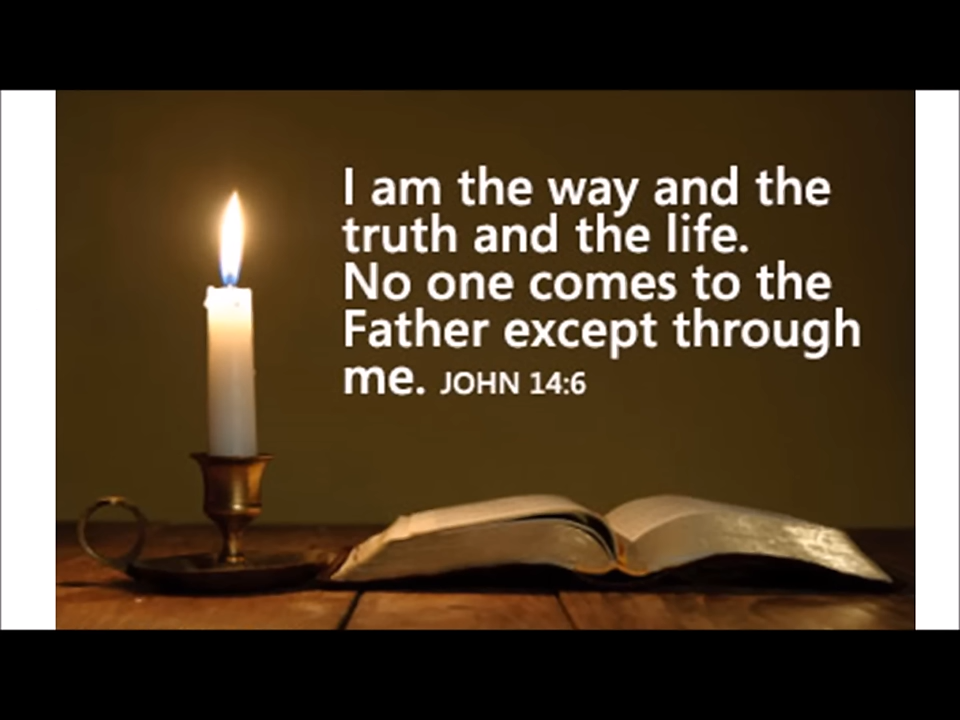 I am the way and the
truth and the life.
No one comes to the
Father except through
me. JOHN 14:6